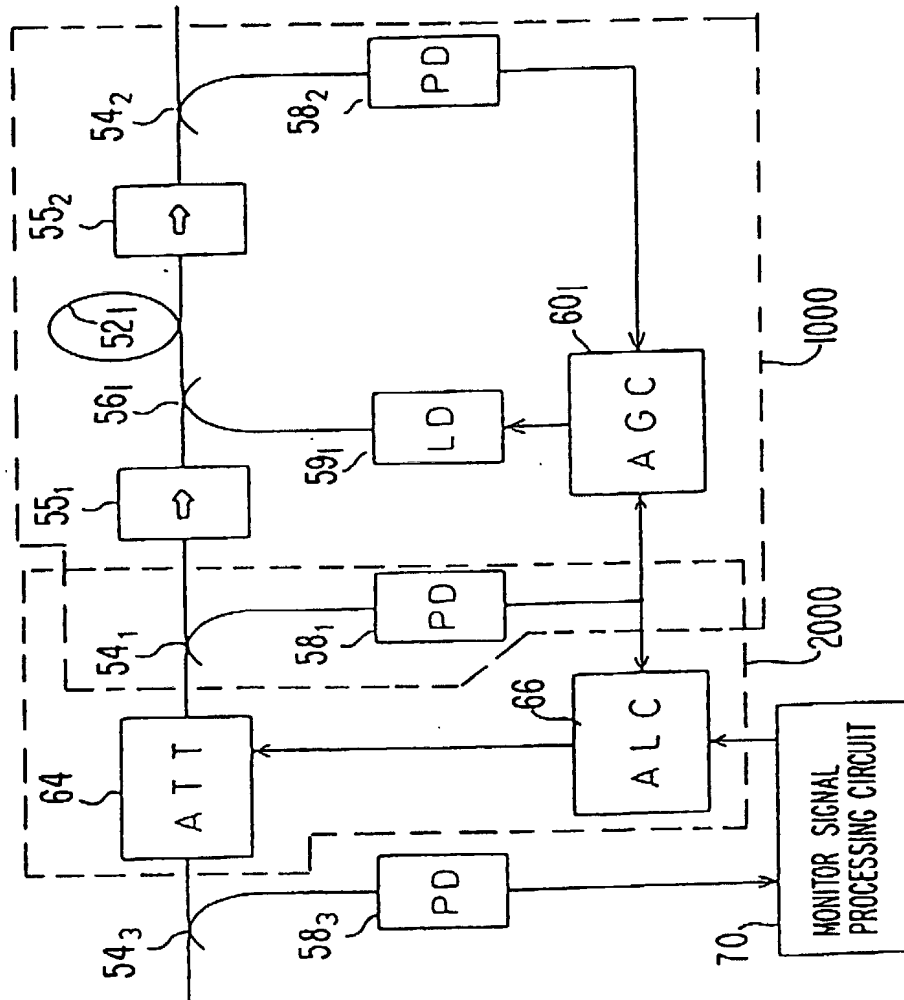 54₃
64
ATT
54₁
55₁
56₁
52₁
55₂
54₂
58₃
PD
58₁
PD
59₁
LD
58₂
PD
66
ALC
60₁
AGC
70
MONITOR SIGNAL
PROCESSING CIRCUIT
2000
1000